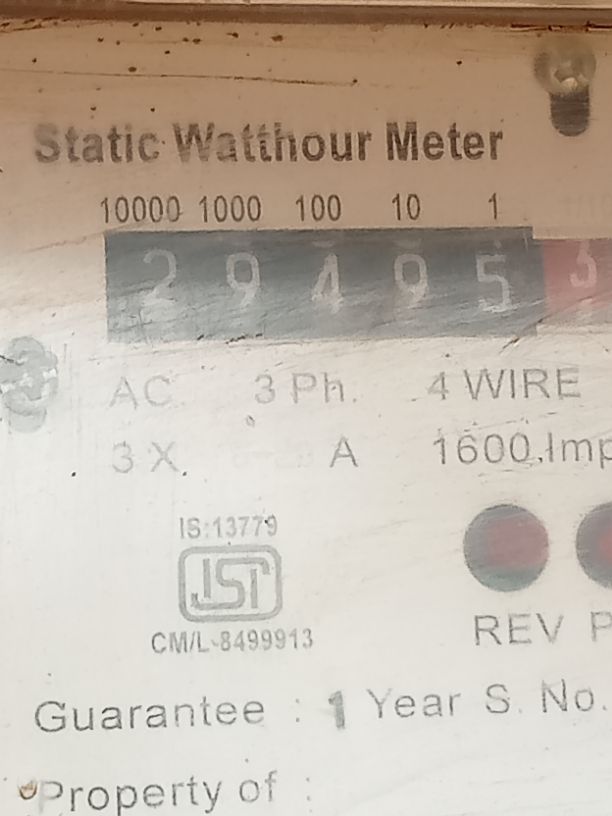 Static Watthour Meter
10000 1000 100 10 1
2 9 4 9 5 3
AC 3 Ph. 4 WIRE
3 X A 1600 Imp
IS:13779
ISI
CM/L-8499913
REV P
Guarantee : 1 Year S. No.
Property of :